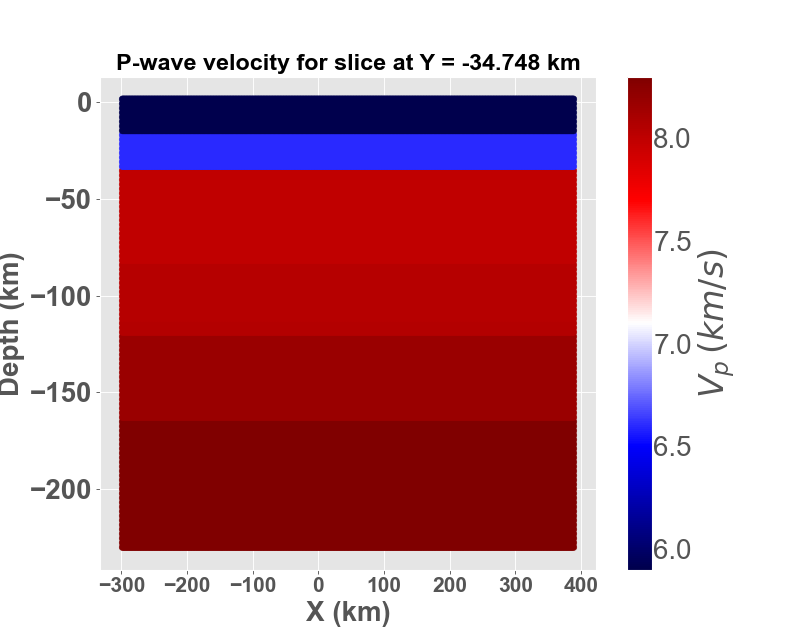 P-wave velocity for slice at Y = -34.748 km
0
−50
−100
−150
−200
Depth (km)
−300 −200 −100 0 100 200 300 400
X (km)
8.0
7.5
7.0
6.5
6.0
V_p (km/s)